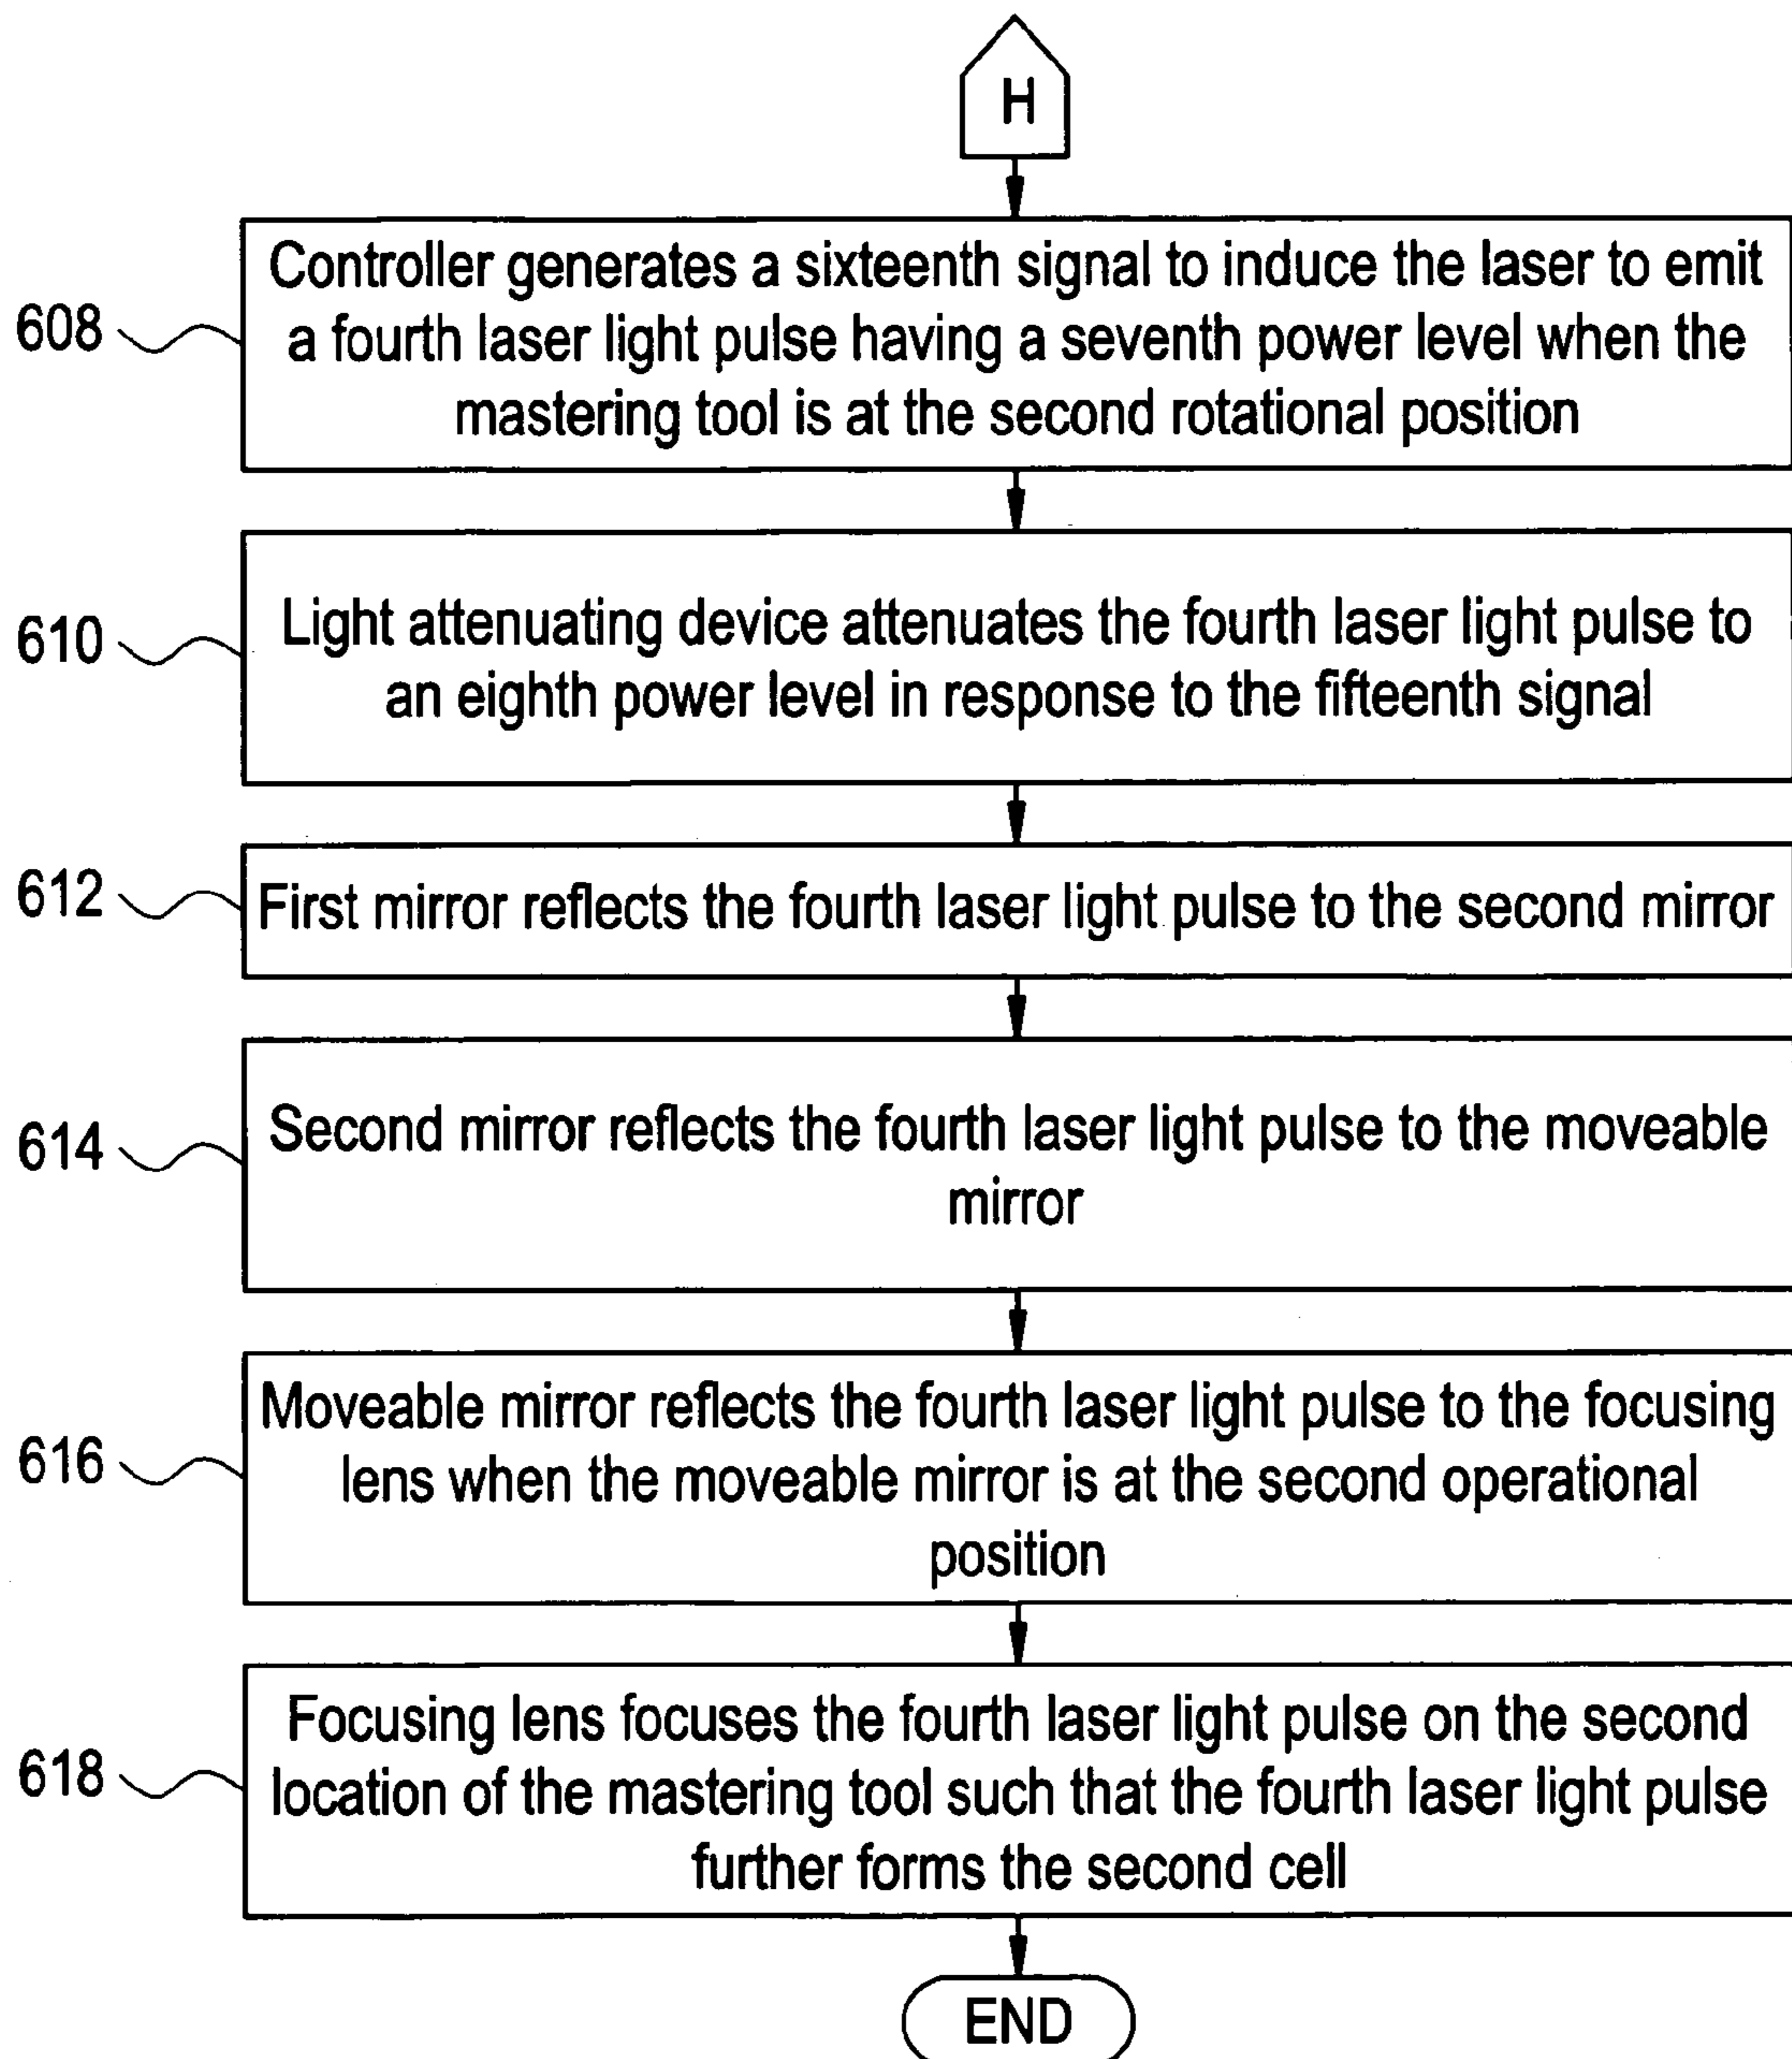 H
Controller generates a sixteenth signal to induce the laser to emit
608
a fourth laser light pulse having a seventh power level when the
mastering tool is at the second rotational position
610
Light attenuating device attenuates the fourth laser light pulse to
an eighth power level in response to the fifteenth signal
612
First mirror reflects the fourth laser light pulse to the second mirror
614
Second mirror reflects the fourth laser light pulse to the moveable
mirror
Moveable mirror reflects the fourth laser light pulse to the focusing
616
lens when the moveable mirror is at the second operational
position
Focusing lens focuses the fourth laser light pulse on the second
618
location of the mastering tool such that the fourth laser light pulse
further forms the second cell
END